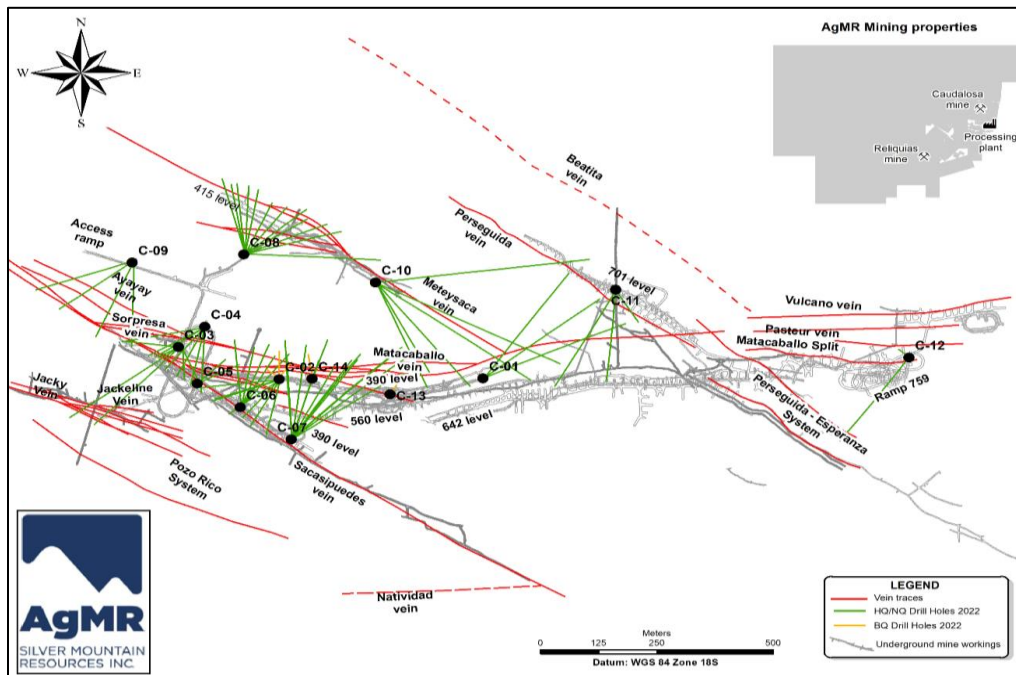 N
W
E
S
AgMR Mining properties
Caudalosa
mine
Processing
plant
Reliquias
mine
Beatita
vein
Perseguida
vein
415 level
Access
ramp
C-09
C-08
C-10
Ayayay
vein
Meteysaca
vein
701 level
C-11
Vulcano vein
Pasteur vein
Matacaballo Split
C-12
Sorpresa
vein
C-04
C-03
Matacaballo
vein
C-02
C-14
390 level
C-01
C-05
Jacky
Vein
Jackeline
Vein
C-06
C-13
560 level
642 level
C-07
390 level
Ramp 759
Perseguida - Esperanza
System
Sacasipuedes
vein
Pozo Rico
System
Natividad
vein
AgMR
SILVER MOUNTAIN
RESOURCES INC.
Meters
0 125 250 500
Datum: WGS 84 Zone 18S
LEGEND
Vein traces
HQ/NQ Drill Holes 2022
BQ Drill Holes 2022
Underground mine workings